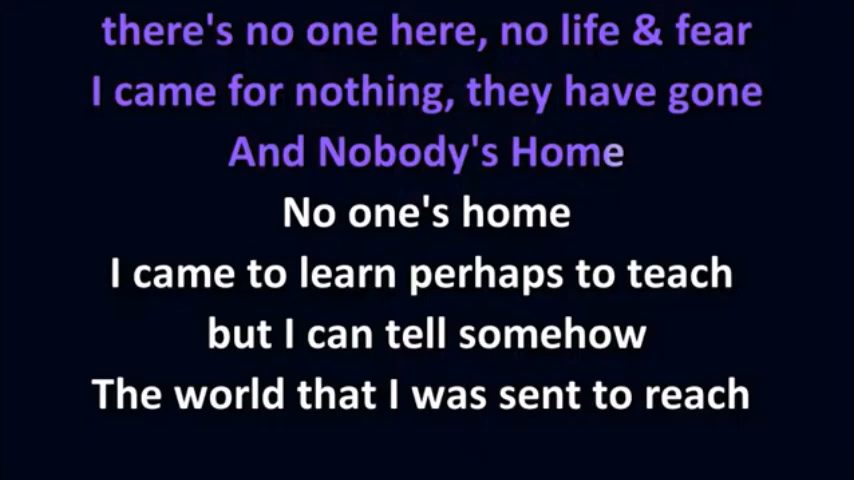 there's no one here, no life & fear
I came for nothing, they have gone
And Nobody's Home
No one's home
I came to learn perhaps to teach
but I can tell somehow
The world that I was sent to reach